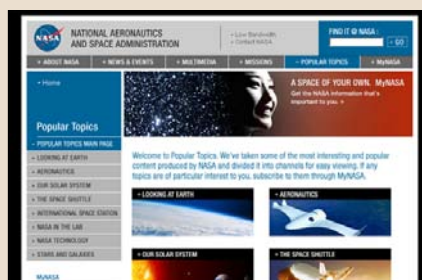 NASA
NATIONAL AERONAUTICS
AND SPACE ADMINISTRATION
+ Low Bandwidth
+ Contact NASA
FIND IT @ NASA :
+ GO
+ ABOUT NASA
+ NEWS & EVENTS
+ MULTIMEDIA
+ MISSIONS
- POPULAR TOPICS
+ MyNASA
+ Home
A SPACE OF YOUR OWN. MyNASA
Get the NASA information that's
important to you. +
Popular Topics
- POPULAR TOPICS MAIN PAGE
+ LOOKING AT EARTH
+ AERONAUTICS
+ OUR SOLAR SYSTEM
+ THE SPACE SHUTTLE
+ INTERNATIONAL SPACE STATION
+ NASA IN THE LAB
+ NASA TECHNOLOGY
+ STARS AND GALAXIES
MyNASA
Welcome to Popular Topics. We've taken some of the most interesting and popular
content produced by NASA and divided it into channels for easy viewing. If any
topics are of particular interest to you, subscribe to them through MyNASA.
+ LOOKING AT EARTH
+ AERONAUTICS
+ OUR SOLAR SYSTEM
+ THE SPACE SHUTTLE